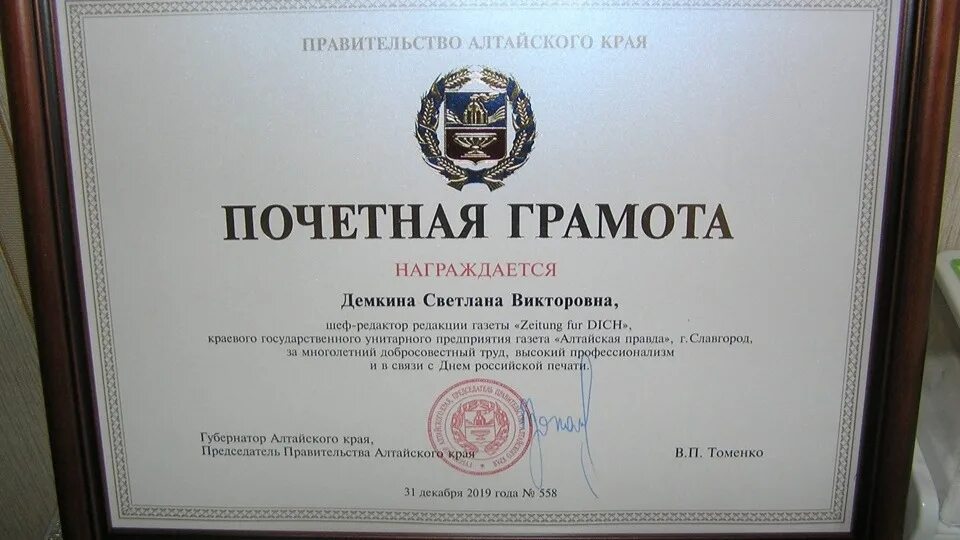 ПРАВИТЕЛЬСТВО АЛТАЙСКОГО КРАЯ
ПОЧЕТНАЯ ГРАМОТА
НАГРАЖДАЕТСЯ
Демкина Светлана Викторовна,
шеф-редактор редакции газеты «Zeitung fur DICH»,
краевого государственного унитарного предприятия газета «Алтайская правда», г.Славгород,
за многолетний добросовестный труд, высокий профессионализм
и в связи с Днем российской печати.
Губернатор Алтайского края,
Председатель Правительства Алтайского края
В.П. Томенко
31 декабря 2019 года № 558